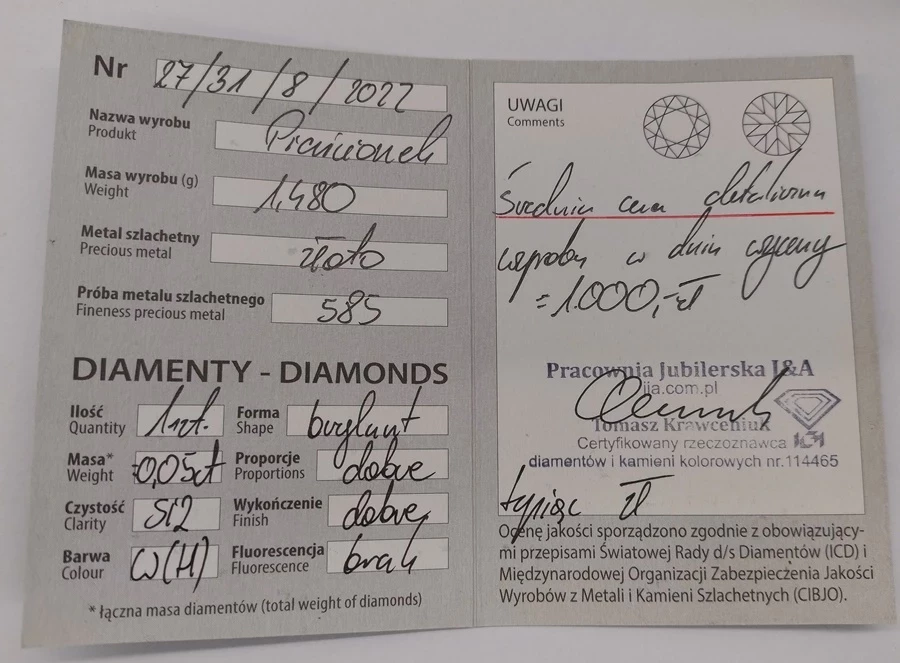 Nr 27/31/8/2022
Nazwa wyrobu Pierścionek
Produkt
Masa wyrobu (g) 1,480
Weight
Metal szlachetny złoto
Precious metal
Próba metalu szlachetnego 585
Fineness precious metal
DIAMENTY - DIAMONDS
Ilość 1szt. Forma brylant
Quantity Shape
Masa* ~0,05ct Proporcje dobre
Weight Proportions
Czystość Si2 Wykończenie dobre
Clarity Finish
Barwa W(H) Fluorescencja brak
Colour Fluorescence
* łączna masa diamentów (total weight of diamonds)
UWAGI
Comments
Średnia cena detaliczna
wyrobu w dniu wyceny
= 1.000,- zł
Pracownia Jubilerska J&A
jja.com.pl
Tomasz Krawceniuk
Certyfikowany rzeczoznawca
diamentów i kamieni kolorowych nr.114465
tysiąc zł
Ocenę jakości sporządzono zgodnie z obowiązujący-
mi przepisami Światowej Rady d/s Diamentów (ICD) i
Międzynarodowej Organizacji Zabezpieczenia Jakości
Wyrobów z Metali i Kamieni Szlachetnych (CIBJO).